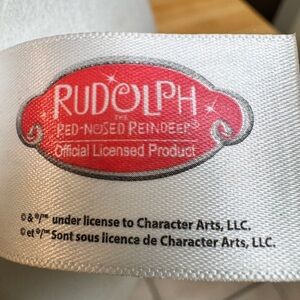 RUDOLPH
THE
RED-NOSED REINDEER®
Official Licensed Product
© & ®/™ under license to Character Arts, LLC.
© et ®/™ Sont sous licence de Character Arts, LLC.